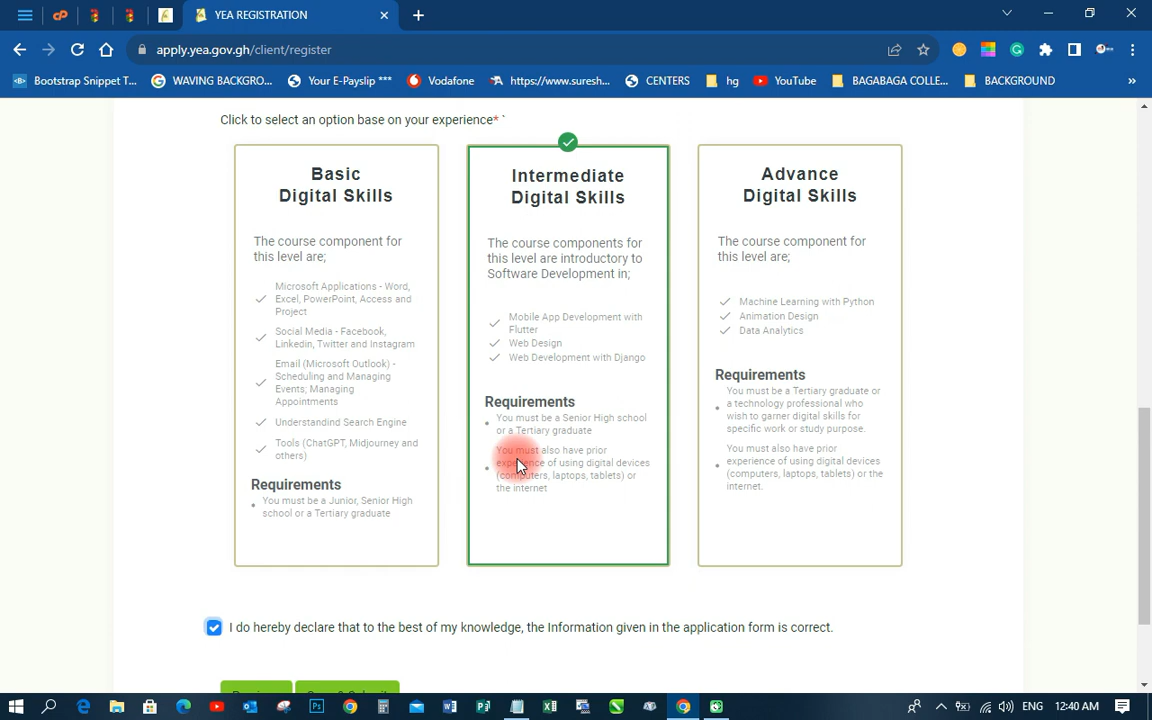 YEA REGISTRATION
apply.yea.gov.gh/client/register
Bootstrap Snippet T...
WAVING BACKGRO...
Your E-Payslip ***
Vodafone
https://www.suresh...
CENTERS
hg
YouTube
BAGABAGA COLLE...
BACKGROUND
Click to select an option base on your experience* `
Basic
Digital Skills
The course component for
this level are;
Microsoft Applications - Word,
Excel, PowerPoint, Access and
Project
Social Media - Facebook,
Linkedin, Twitter and Instagram
Email (Microsoft Outlook) -
Scheduling and Managing
Events; Managing
Appointments
Understandind Search Engine
Tools (ChatGPT, Midjourney and
others)
Requirements
You must be a Junior, Senior High
school or a Tertiary graduate
Intermediate
Digital Skills
The course components for
this level are introductory to
Software Development in;
Mobile App Development with
Flutter
Web Design
Web Development with Django
Requirements
You must be a Senior High school
or a Tertiary graduate
You must also have prior
experience of using digital devices
(computers, laptops, tablets) or
the internet
Advance
Digital Skills
The course component for
this level are;
Machine Learning with Python
Animation Design
Data Analytics
Requirements
You must be a Tertiary graduate or
a technology professional who
wish to garner digital skills for
specific work or study purpose.
You must also have prior
experience of using digital devices
(computers, laptops, tablets) or the
internet.
I do hereby declare that to the best of my knowledge, the Information given in the application form is correct.
ENG
12:40 AM